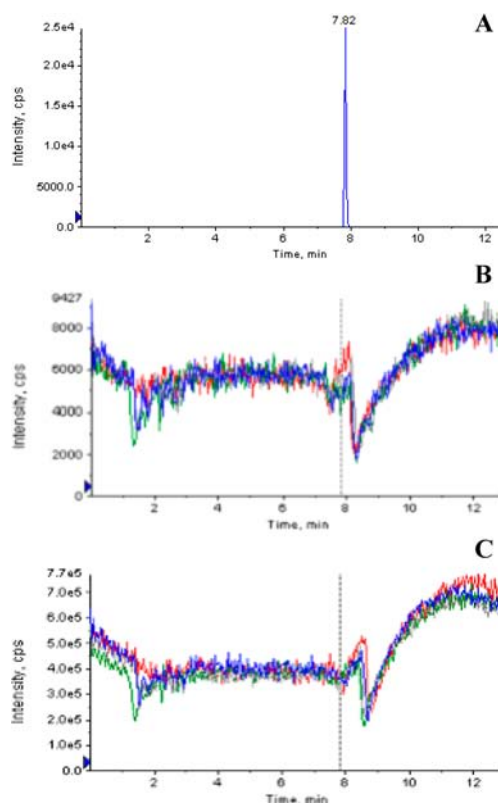 A
7.82
2.5e4
2.0e4
1.5e4
1.0e4
5000.0
0.0
Intensity, cps
2 4 6 8 10 12
Time, min
B
9427
8000
6000
4000
2000
0
Intensity, cps
2 4 6 8 10 12
Time, min
C
7.7e5
7.0e5
6.0e5
5.0e5
4.0e5
3.0e5
2.0e5
1.0e5
0.0
Intensity, cps
2 4 6 8 10 12
Time, min